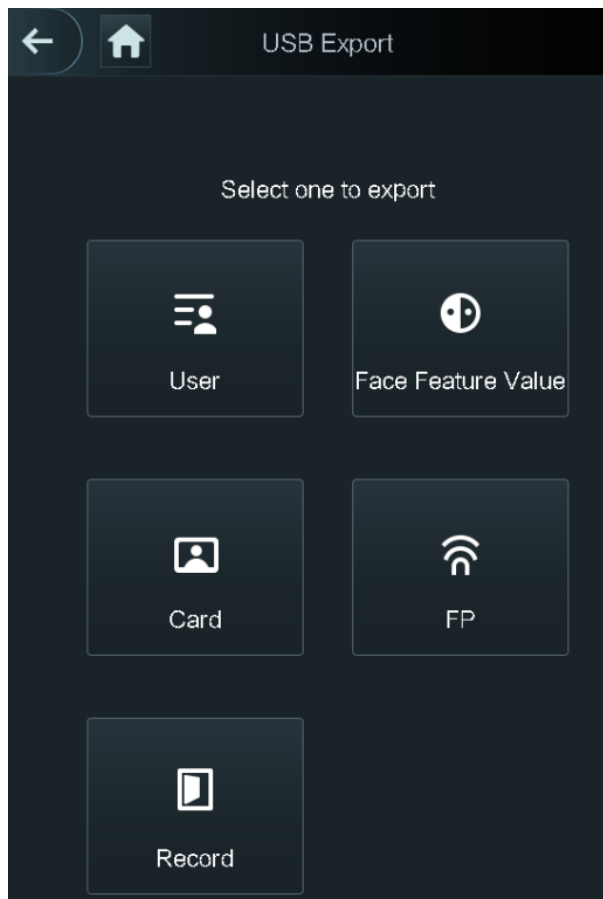 USB Export
Select one to export
User
Face Feature Value
Card
FP
Record